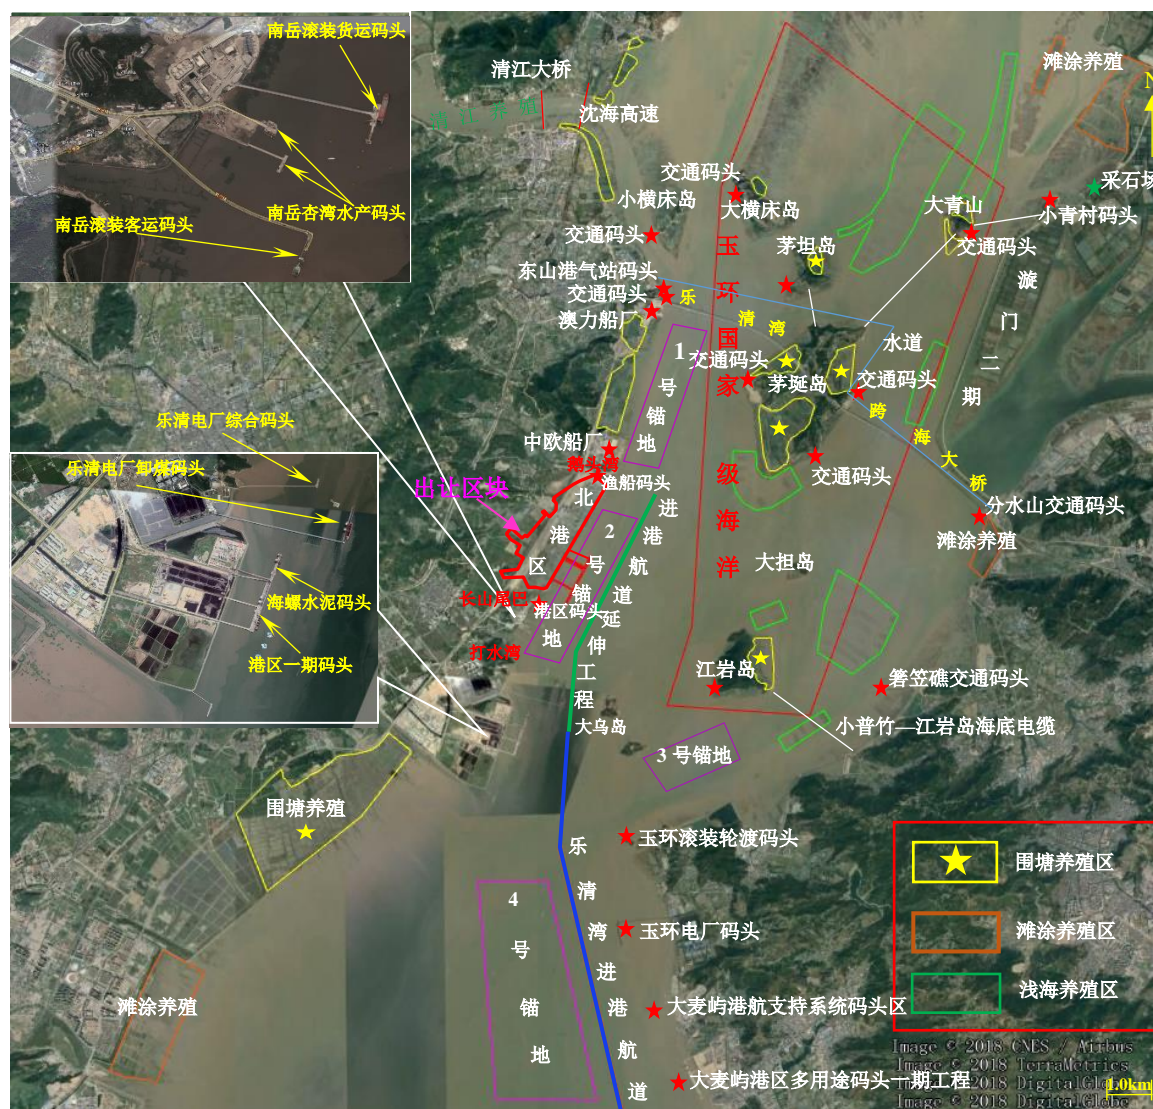 南岳滚装货运码头
南岳杏湾水产码头
南岳滚装客运码头
清江大桥
沈海高速
滩涂养殖
N
采石场
小青村码头
大青山
交通码头
交通码头
小横床岛
大横床岛
交通码头
茅坦岛
东山港气站码头
交通码头
澳力船厂
玉环国家级海洋
乐清湾
跨海大桥
水道
漩门二期
1号锚地
交通码头
茅埏岛
交通码头
交通码头
中欧船厂
鹅头湾
渔船码头
出让区块
北港区
2号锚地
进港航道延伸工程
分水山交通码头
滩涂养殖
大担岛
长山尾巴
港区码头
打水湾
江岩岛
箬笠礁交通码头
小普竹—江岩岛海底电缆
大乌岛
3号锚地
乐清电厂综合码头
乐清电厂卸煤码头
海螺水泥码头
港区一期码头
围塘养殖
滩涂养殖
4号锚地
乐清湾进港航道
玉环滚装轮渡码头
玉环电厂码头
大麦屿港航支持系统码头区
大麦屿港区多用途码头一期工程
围塘养殖区
滩涂养殖区
浅海养殖区
Image © 2018 CNES / Airbus
Image © 2018 TerraMetrics
Image © 2018 DigitalGlobe
Image © 2018 DigitalGlobe
1.0km